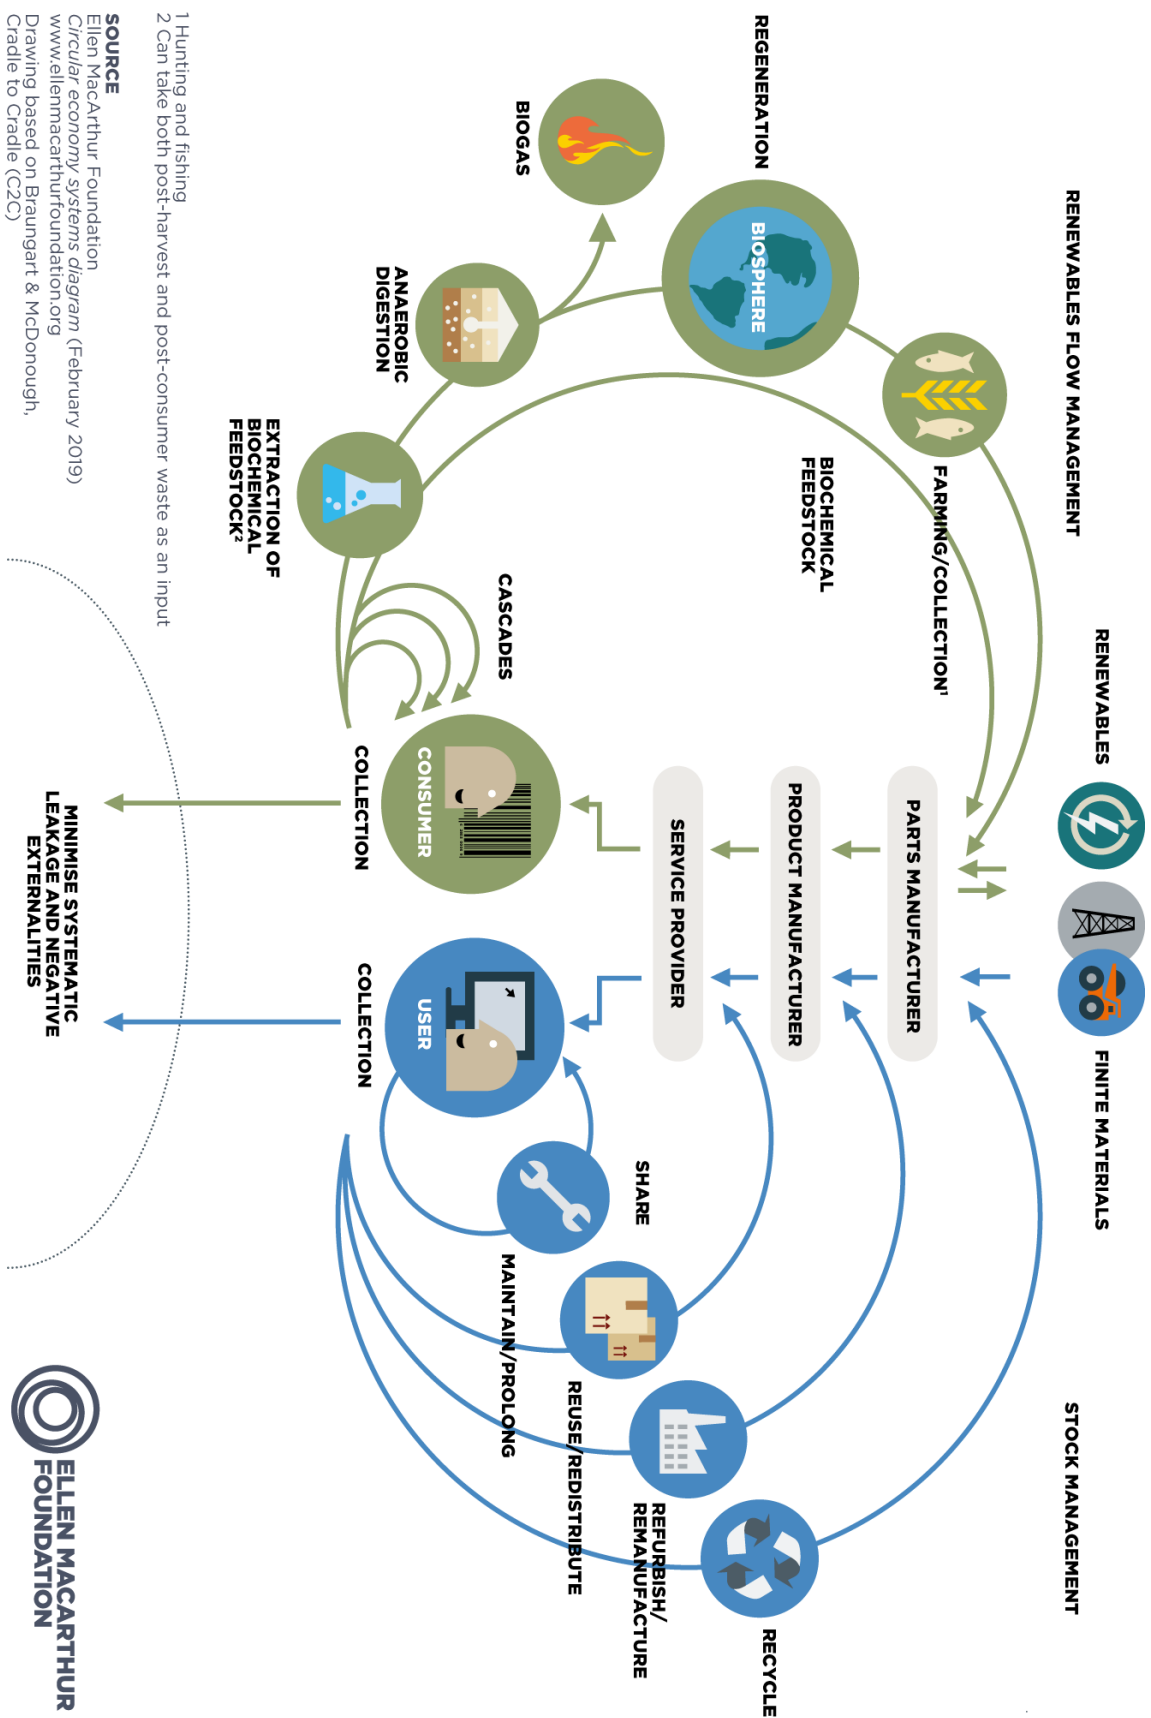 RENEWABLES FLOW MANAGEMENT
RENEWABLES
FINITE MATERIALS
STOCK MANAGEMENT
REGENERATION
BIOSPHERE
FARMING/COLLECTION¹
BIOCHEMICAL
FEEDSTOCK
PARTS MANUFACTURER
PRODUCT MANUFACTURER
SERVICE PROVIDER
BIOGAS
ANAEROBIC
DIGESTION
EXTRACTION OF
BIOCHEMICAL
FEEDSTOCK²
CASCADES
CONSUMER
COLLECTION
USER
COLLECTION
SHARE
MAINTAIN/PROLONG
REUSE/REDISTRIBUTE
REFURBISH/
REMANUFACTURE
RECYCLE
MINIMISE SYSTEMATIC
LEAKAGE AND NEGATIVE
EXTERNALITIES
1 Hunting and fishing
2 Can take both post-harvest and post-consumer waste as an input
SOURCE
Ellen MacArthur Foundation
Circular economy systems diagram (February 2019)
www.ellenmacarthurfoundation.org
Drawing based on Braungart & McDonough,
Cradle to Cradle (C2C)
ELLEN MACARTHUR
FOUNDATION